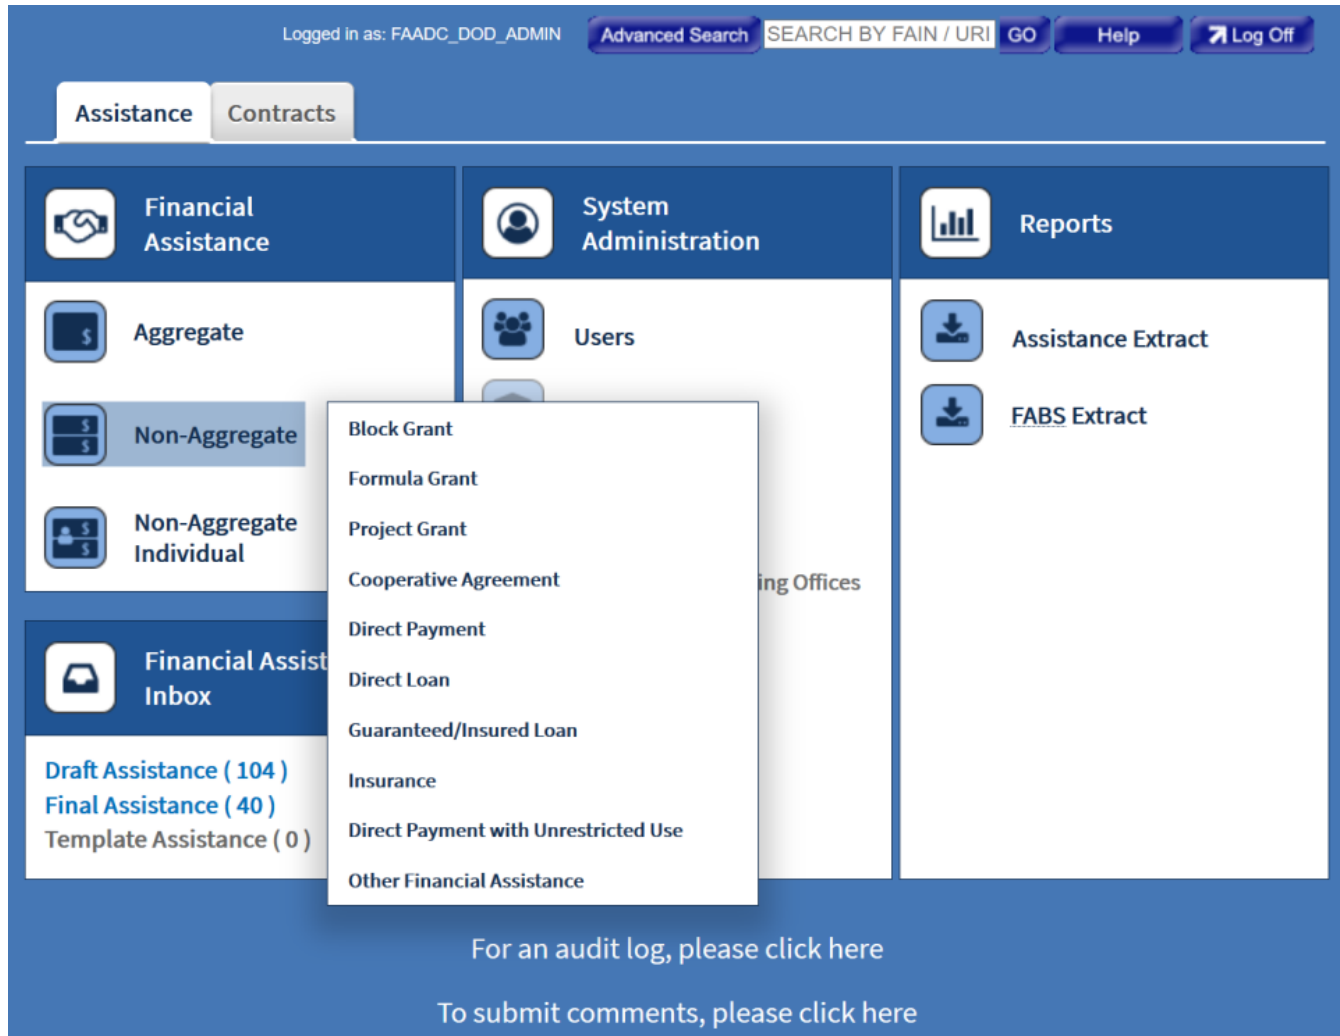 Logged in as: FAADC_DOD_ADMIN
Advanced Search
SEARCH BY FAIN / URI
GO
Help
Log Off
Assistance
Contracts
Financial
Assistance
Aggregate
$
Non-Aggregate
$
$
Non-Aggregate
Individual
$
$
System
Administration
Users
Block Grant
Formula Grant
Project Grant
Cooperative Agreement
Direct Payment
Direct Loan
Guaranteed/Insured Loan
Insurance
Direct Payment with Unrestricted Use
Other Financial Assistance
ing Offices
Reports
Assistance Extract
FABS Extract
Financial Assist
Inbox
Draft Assistance ( 104 )
Final Assistance ( 40 )
Template Assistance ( 0 )
For an audit log, please click here
To submit comments, please click here